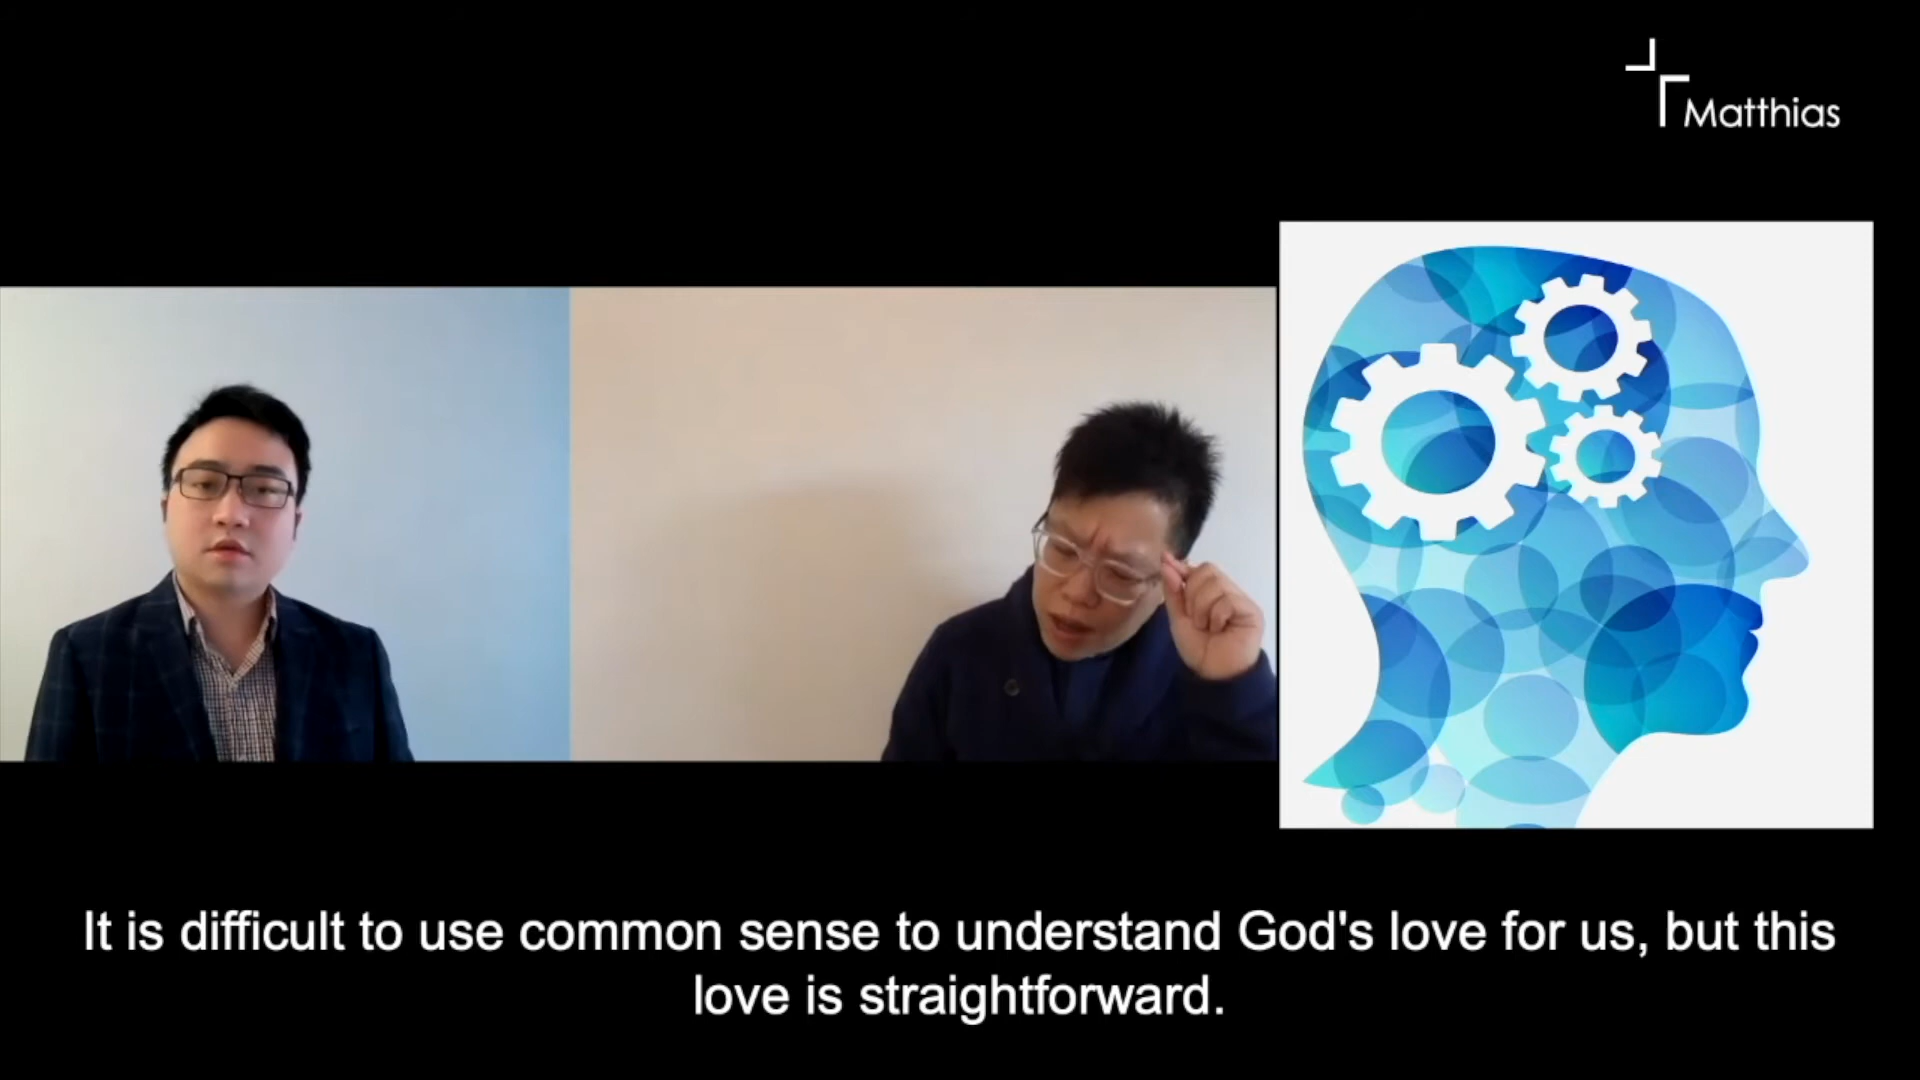 Matthias
It is difficult to use common sense to understand God's love for us, but this
love is straightforward.